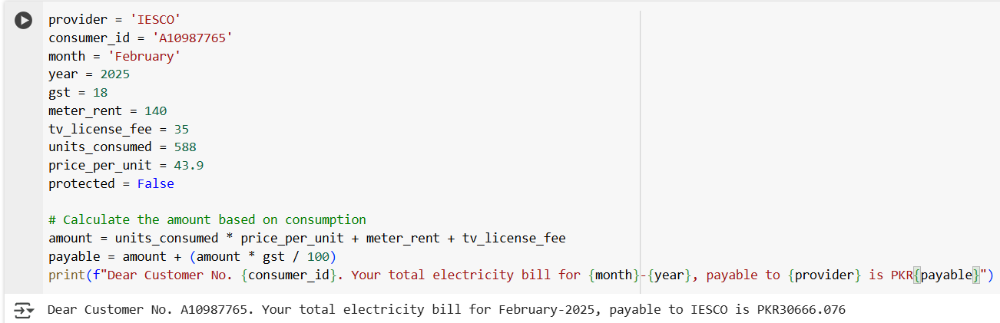 provider = 'IESCO'
consumer_id = 'A10987765'
month = 'February'
year = 2025
gst = 18
meter_rent = 140
tv_license_fee = 35
units_consumed = 588
price_per_unit = 43.9
protected = False
# Calculate the amount based on consumption
amount = units_consumed * price_per_unit + meter_rent + tv_license_fee
payable = amount + (amount * gst / 100)
print(f"Dear Customer No. {consumer_id}. Your total electricity bill for {month}-{year}, payable to {provider} is PKR{payable}")
Dear Customer No. A10987765. Your total electricity bill for February-2025, payable to IESCO is PKR30666.076